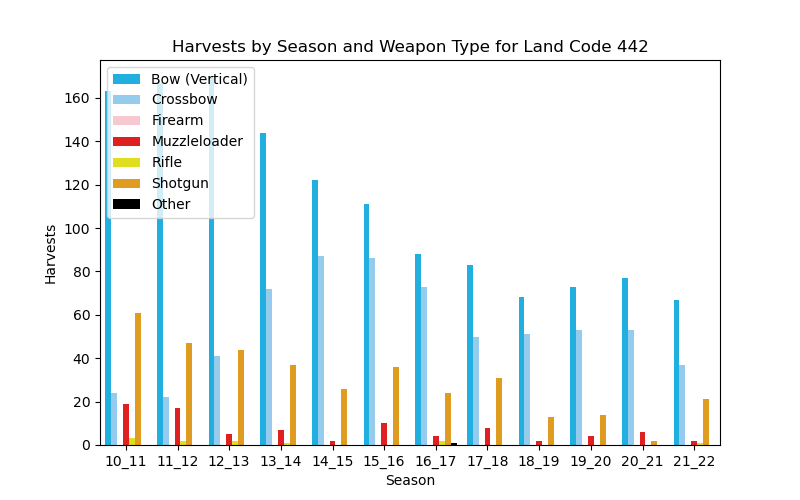 Harvests by Season and Weapon Type for Land Code 442
Bow (Vertical)
Crossbow
Firearm
Muzzleloader
Rifle
Shotgun
Other
160
140
120
100
80
60
40
20
0
Harvests
10_11 11_12 12_13 13_14 14_15 15_16 16_17 17_18 18_19 19_20 20_21 21_22
Season